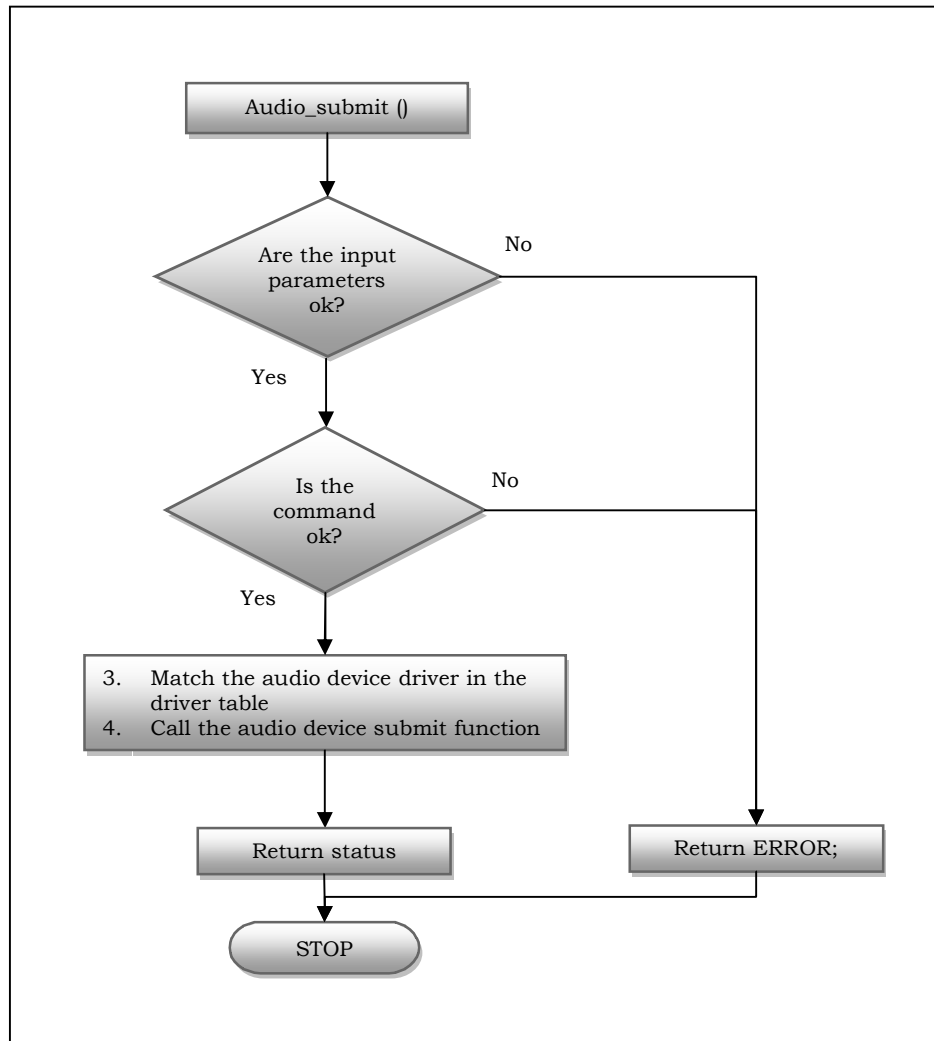 Audio_submit ()
Are the input
parameters
ok?
No
Yes
Is the
command
ok?
No
Yes
3. Match the audio device driver in the
driver table
4. Call the audio device submit function
Return status
Return ERROR;
STOP